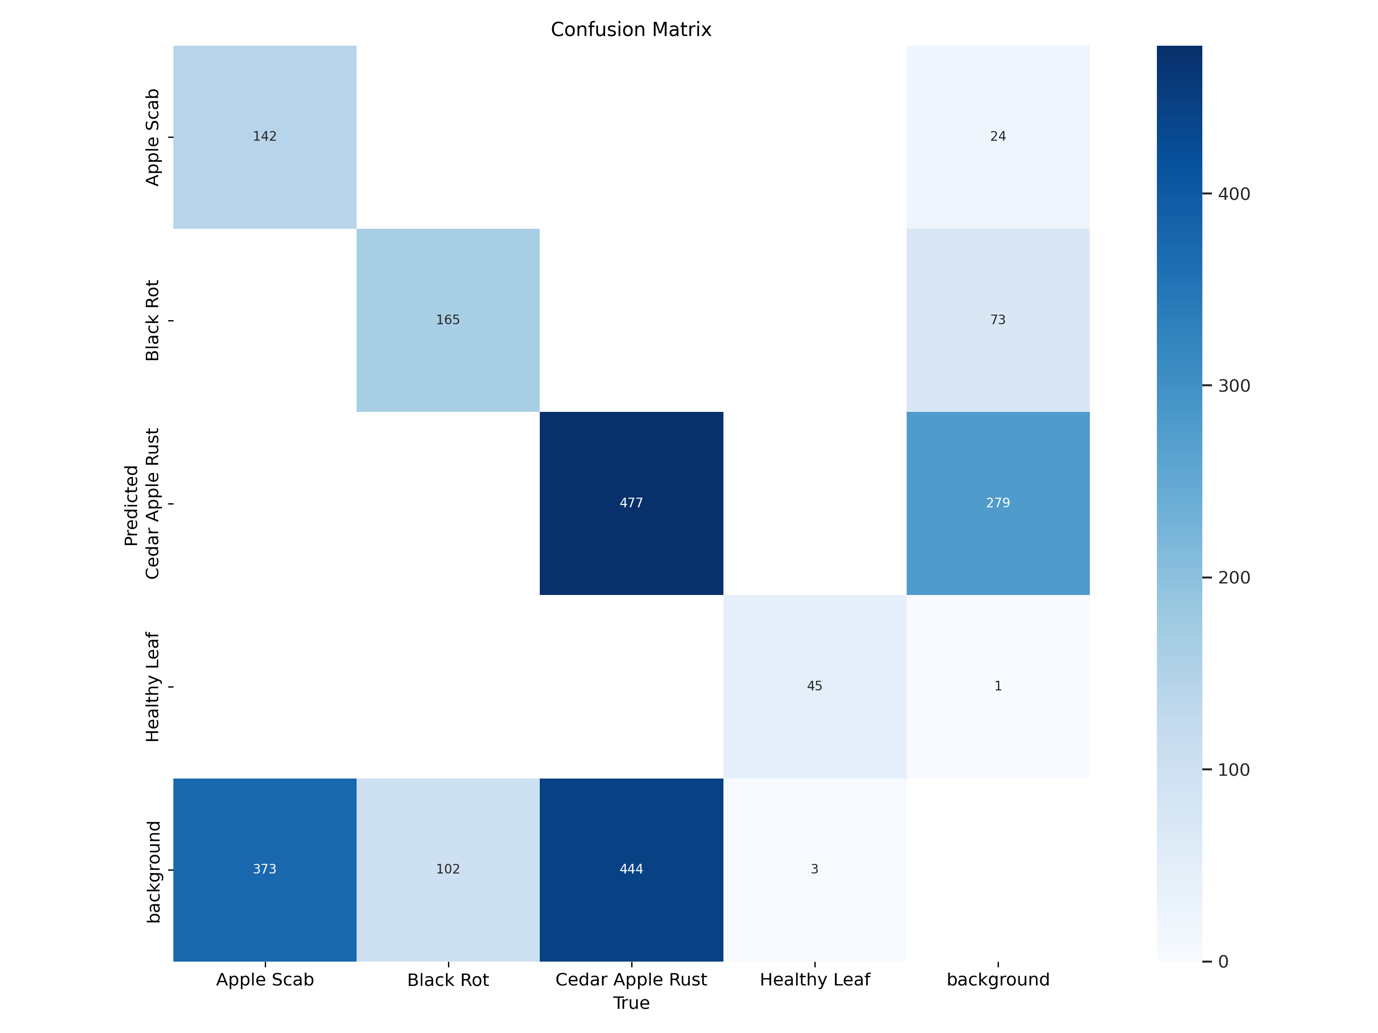 Confusion Matrix
Apple Scab
142
24
Black Rot
165
73
Predicted
Cedar Apple Rust
477
279
Healthy Leaf
45
1
background
373
102
444
3
Apple Scab
Black Rot
Cedar Apple Rust
Healthy Leaf
background
True
400
300
200
100
0